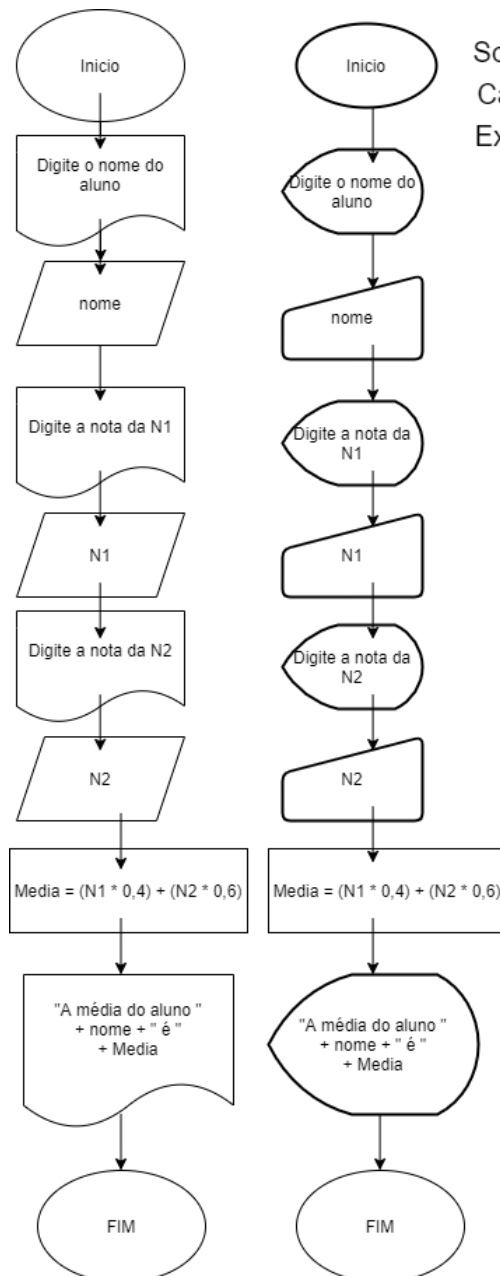 Inicio
Digite o nome do
aluno
nome
Digite a nota da N1
N1
Digite a nota da N2
N2
Media = (N1 * 0,4) + (N2 * 0,6)
"A média do aluno "
+ nome + " é "
+ Media
FIM
Inicio
Digite o nome do
aluno
nome
Digite a nota da
N1
N1
Digite a nota da
N2
N2
Media = (N1 * 0,4) + (N2 * 0,6)
"A média do aluno "
+ nome + " é "
+ Media
FIM